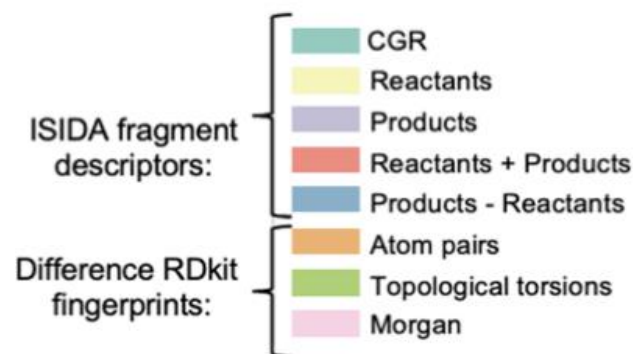 ISIDA fragment
descriptors:
CGR
Reactants
Products
Reactants + Products
Products - Reactants
Difference RDkit
fingerprints:
Atom pairs
Topological torsions
Morgan